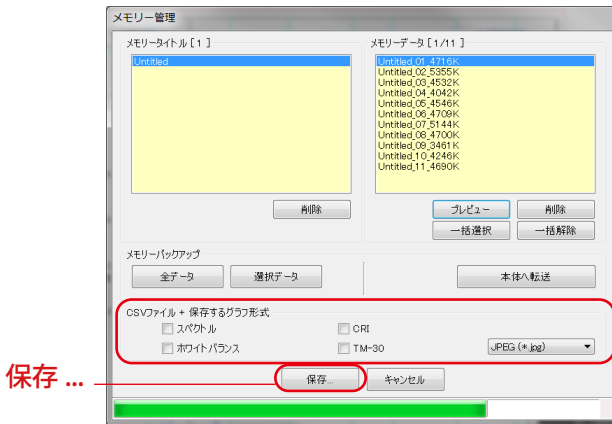 メモリー管理
メモリータイトル [ 1 ]
メモリーデータ [ 1/11 ]
Untitled
Untitled_01_4716K
Untitled_02_5355K
Untitled_03_4532K
Untitled_04_4042K
Untitled_05_4546K
Untitled_06_4709K
Untitled_07_5144K
Untitled_08_4700K
Untitled_09_3461K
Untitled_10_4246K
Untitled_11_4690K
削除
プレビュー 削除
一括選択 一括解除
メモリーバックアップ
全データ 選択データ 本体へ転送
CSVファイル + 保存するグラフ形式
スペクトル CRI
ホワイトバランス TM-30 JPEG (*.jpg)
保存 ...
保存... キャンセル